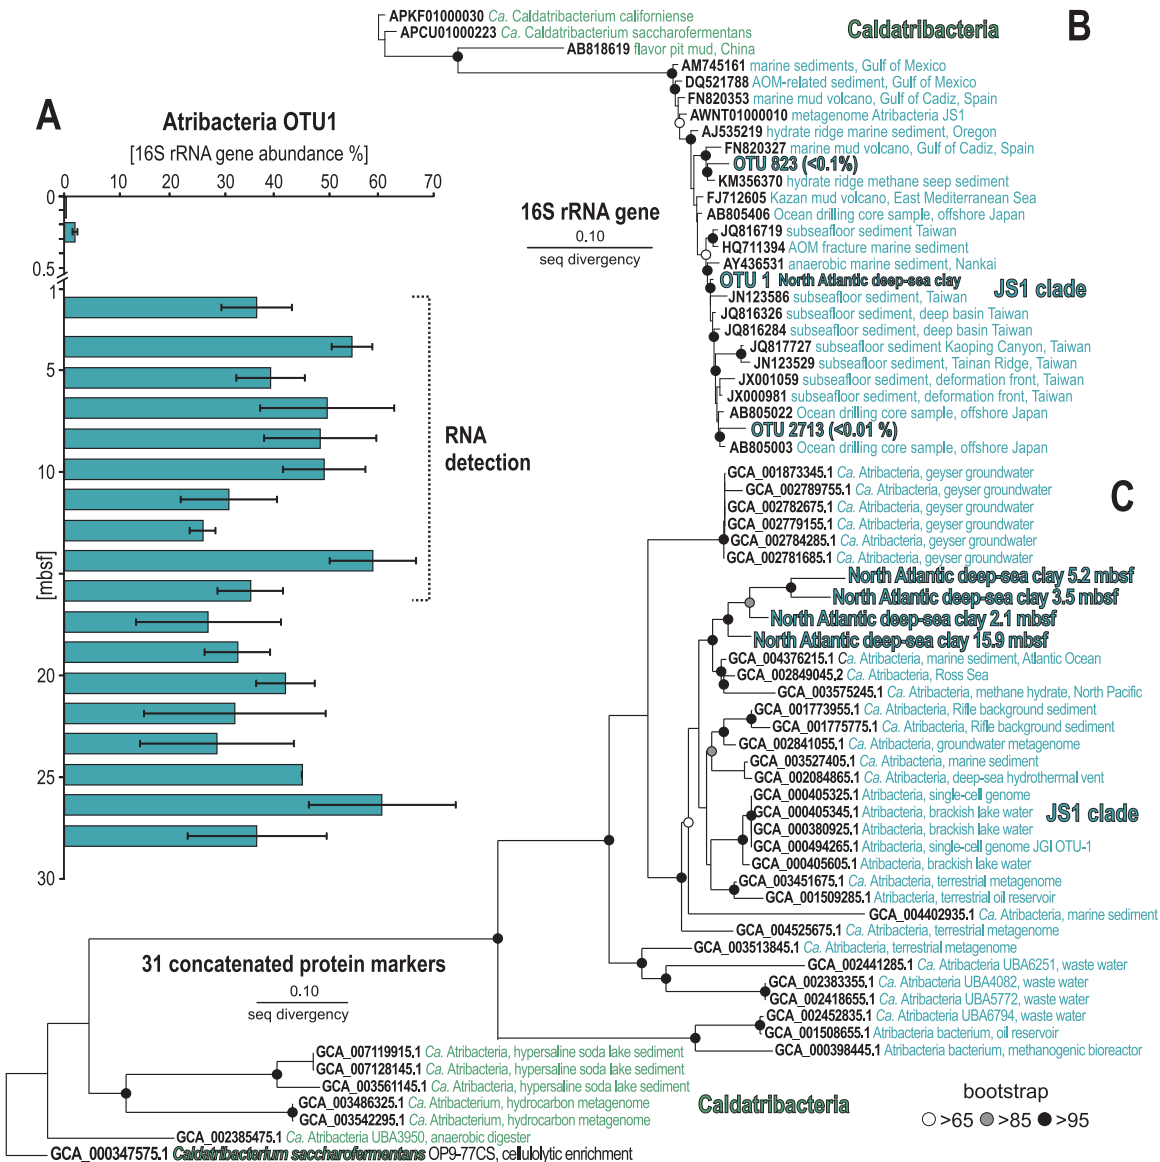 APKF01000030 Ca. Caldatribacterium californiense
APCU01000223 Ca. Caldatribacterium saccharofermentans
AB818619 flavor pit mud, China
Caldatribacteria
B
AM745161 marine sediments, Gulf of Mexico
DQ521788 AOM-related sediment, Gulf of Mexico
FN820353 marine mud volcano, Gulf of Cadiz, Spain
AWNT01000010 metagenome Atribacteria JS1
AJ535219 hydrate ridge marine sediment, Oregon
FN820327 marine mud volcano, Gulf of Cadiz, Spain
OTU 823 (<0.1%)
KM356370 hydrate ridge methane seep sediment
FJ712605 Kazan mud volcano, East Mediterranean Sea
AB805406 Ocean drilling core sample, offshore Japan
JQ816719 subseafloor sediment Taiwan
HQ711394 AOM fracture marine sediment
AY436531 anaerobic marine sediment, Nankai
OTU 1 North Atlantic deep-sea clay
JS1 clade
JN123586 subseafloor sediment, Taiwan
JQ816326 subseafloor sediment, deep basin Taiwan
JQ816284 subseafloor sediment, deep basin Taiwan
JQ817727 subseafloor sediment Kaoping Canyon, Taiwan
JN123529 subseafloor sediment, Tainan Ridge, Taiwan
JX001059 subseafloor sediment, deformation front, Taiwan
JX000981 subseafloor sediment, deformation front, Taiwan
AB805022 Ocean drilling core sample, offshore Japan
OTU 2713 (<0.01 %)
AB805003 Ocean drilling core sample, offshore Japan
16S rRNA gene
0.10
seq divergency
A
Atribacteria OTU1
[16S rRNA gene abundance %]
0 10 20 30 40 50 60 70
0
0.5
1
5
10
[mbsf]
20
25
30
RNA
detection
C
GCA_001873345.1 Ca. Atribacteria, geyser groundwater
GCA_002789755.1 Ca. Atribacteria, geyser groundwater
GCA_002782675.1 Ca. Atribacteria, geyser groundwater
GCA_002779155.1 Ca. Atribacteria, geyser groundwater
GCA_002784285.1 Ca. Atribacteria, geyser groundwater
GCA_002781685.1 Ca. Atribacteria, geyser groundwater
North Atlantic deep-sea clay 5.2 mbsf
North Atlantic deep-sea clay 3.5 mbsf
North Atlantic deep-sea clay 2.1 mbsf
North Atlantic deep-sea clay 15.9 mbsf
GCA_004376215.1 Ca. Atribacteria, marine sediment, Atlantic Ocean
GCA_002849045.2 Ca. Atribacteria, Ross Sea
GCA_003575245.1 Ca. Atribacteria, methane hydrate, North Pacific
GCA_001773955.1 Ca. Atribacteria, Rifle background sediment
GCA_001775775.1 Ca. Atribacteria, Rifle background sediment
GCA_002841055.1 Ca. Atribacteria, groundwater metagenome
GCA_003527405.1 Ca. Atribacteria, marine sediment
GCA_002084865.1 Ca. Atribacteria, deep-sea hydrothermal vent
GCA_000405325.1 Atribacteria, single-cell genome
GCA_000405345.1 Atribacteria, brackish lake water
GCA_000380925.1 Atribacteria, brackish lake water
GCA_000494265.1 Atribacteria, single-cell genome JGI OTU-1
GCA_000405605.1 Atribacteria, brackish lake water
JS1 clade
GCA_003451675.1 Ca. Atribacteria, terrestrial metagenome
GCA_001509285.1 Atribacteria, terrestrial oil reservoir
GCA_004402935.1 Ca. Atribacteria, marine sediment
GCA_004525675.1 Ca. Atribacteria, terrestrial metagenome
GCA_003513845.1 Ca. Atribacteria, terrestrial metagenome
GCA_002441285.1 Ca. Atribacteria UBA6251, waste water
GCA_002383355.1 Ca. Atribacteria UBA4082, waste water
GCA_002418655.1 Ca. Atribacteria UBA5772, waste water
GCA_002452835.1 Ca. Atribacteria UBA6794, waste water
GCA_001508655.1 Atribacteria bacterium, oil reservoir
GCA_000398445.1 Atribacteria bacterium, methanogenic bioreactor
31 concatenated protein markers
0.10
seq divergency
GCA_007119915.1 Ca. Atribacteria, hypersaline soda lake sediment
GCA_007128145.1 Ca. Atribacteria, hypersaline soda lake sediment
GCA_003561145.1 Ca. Atribacteria, hypersaline soda lake sediment
GCA_003486325.1 Ca. Atribacterium, hydrocarbon metagenome
GCA_003542295.1 Ca. Atribacterium, hydrocarbon metagenome
GCA_002385475.1 Ca. Atribacteria UBA3950, anaerobic digester
GCA_000347575.1 Caldatribacterium saccharofermentans OP9-77CS, cellulolytic enrichment
Caldatribacteria
bootstrap
>65 >85 >95